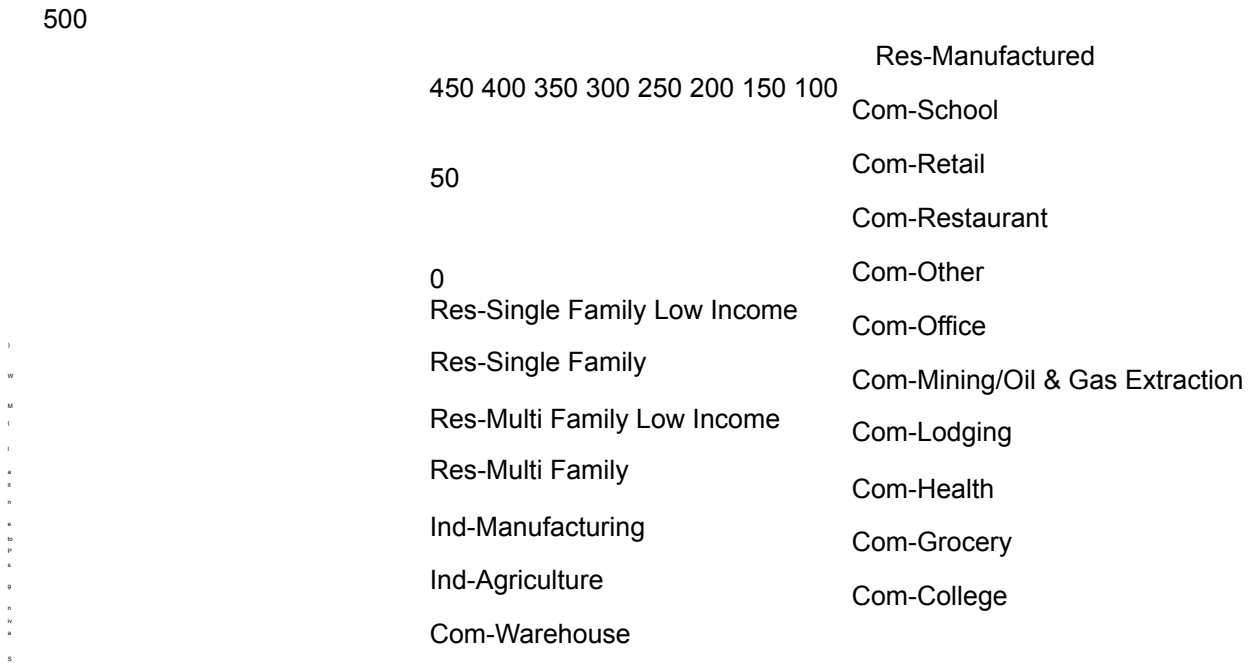 500
450 400 350 300 250 200 150 100
50
0
Res-Single Family Low Income
Res-Single Family
Res-Multi Family Low Income
Res-Multi Family
Ind-Manufacturing
Ind-Agriculture
Com-Warehouse
Res-Manufactured
Com-School
Com-Retail
Com-Restaurant
Com-Other
Com-Office
Com-Mining/Oil & Gas Extraction
Com-Lodging
Com-Health
Com-Grocery
Com-College
)
W
M
(
l
a
it
n
e
to
P
s
g
n
iv
a
S